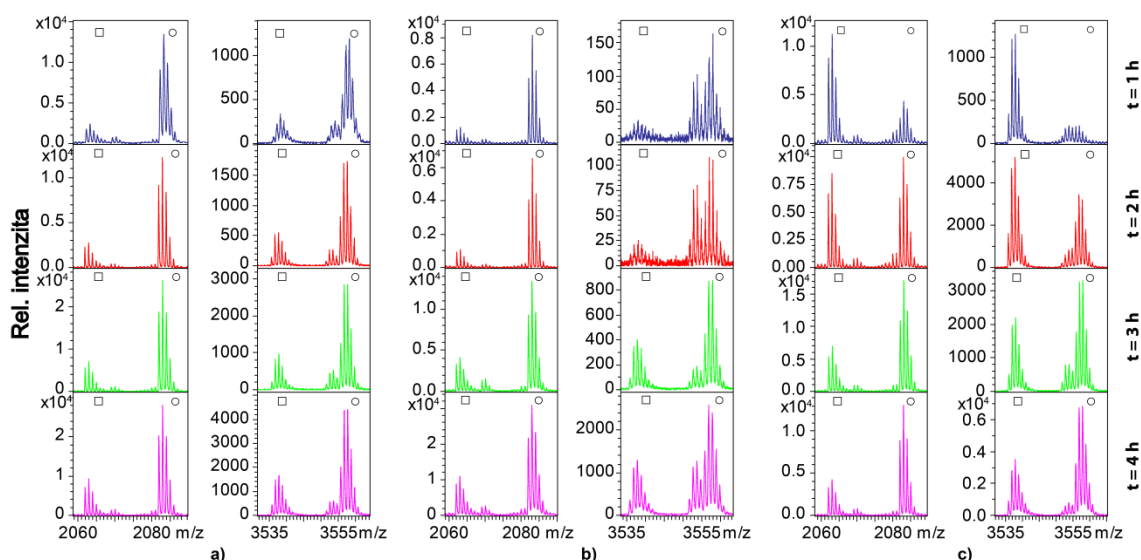 x10⁴ x10⁴ x10⁴ 
1.0 1000 0.8 150 1.0 1000
0.5 500 0.6 100 0.5 500
0.0 0 0.4 50 0.0 0
0.2 0
0.0
t = 1 h
x10⁴ x10⁴ x10⁴
1.0 1500 0.6 100 0.75 4000
0.5 1000 0.4 75 0.50 2000
0 500 0.2 50 0.25 0
0 0.0 25 0.00
0
t = 2 h
Rel. intenzita
x10⁴ 3000 x10⁴ 800 x10⁴ 3000
2 2000 1.0 600 1.5 2000
1 1000 0.5 400 1.0 1000
0 0 0.0 200 0.5 0
0 0.0
t = 3 h
x10⁴ 4000 x10⁴ x10⁴ x10⁴
2 3000 2 2000 1.0 0.6
1 2000 1 1000 0.5 0.4
0 1000 0 0 0.0 0.2
0 0.0
t = 4 h
2060 2080 m/z 3535 3555 m/z 2060 2080 m/z 3535 3555 m/z 2060 2080 m/z 3535 3555 m/z
a) b) c)